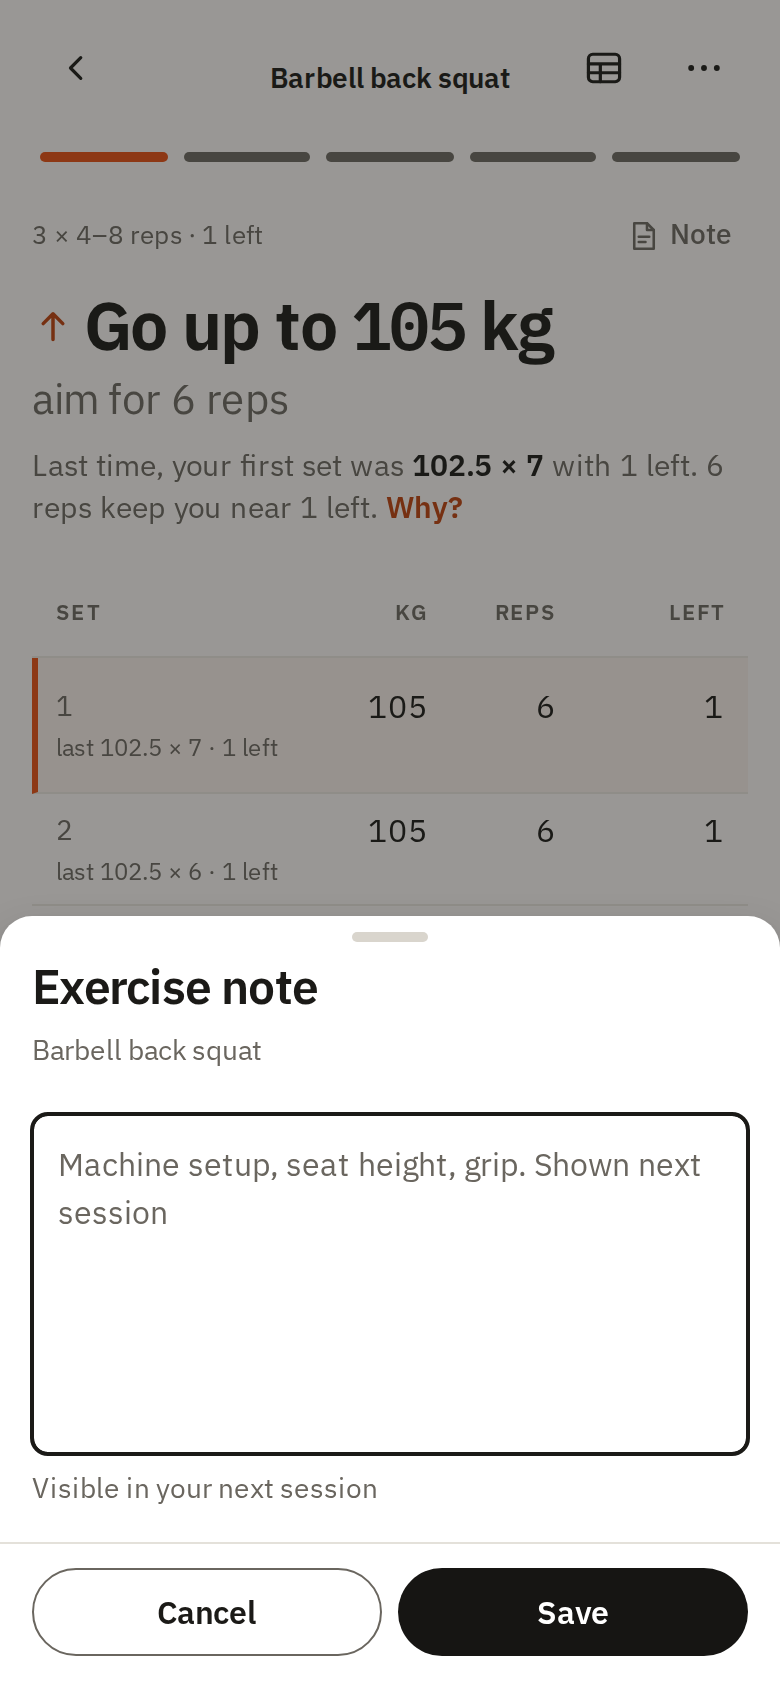 Barbell back squat
3 × 4–8 reps · 1 left
Note
Go up to 105 kg
aim for 6 reps
Last time, your first set was 102.5 × 7 with 1 left. 6
reps keep you near 1 left. Why?
SET KG REPS LEFT
1 105 6 1
last 102.5 × 7 · 1 left
2 105 6 1
last 102.5 × 6 · 1 left
Exercise note
Barbell back squat
Machine setup, seat height, grip. Shown next
session
Visible in your next session
Cancel Save